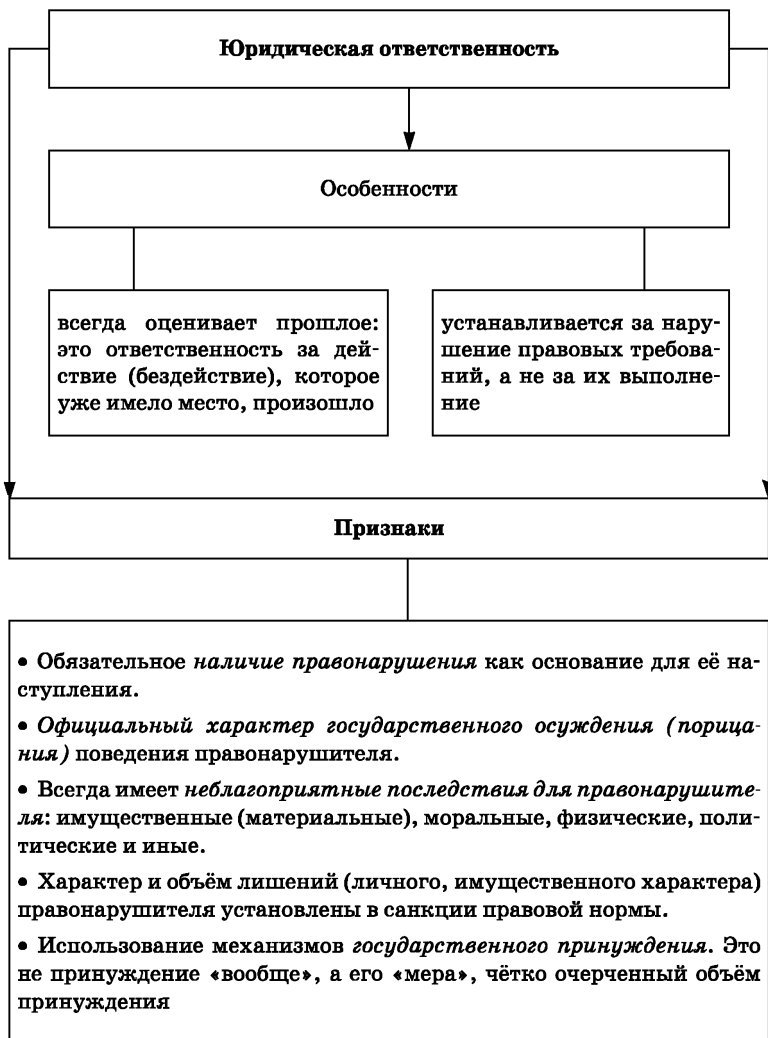 Юридическая ответственность
Особенности
всегда оценивает прошлое:
это ответственность за дей-
ствие (бездействие), которое
уже имело место, произошло
устанавливается за нару-
шение правовых требова-
ний, а не за их выполне-
ние
Признаки
• Обязательное наличие правонарушения как основание для её на-
ступления.
• Официальный характер государственного осуждения (порица-
ния) поведения правонарушителя.
• Всегда имеет неблагоприятные последствия для правонарушите-
ля: имущественные (материальные), моральные, физические, поли-
тические и иные.
• Характер и объём лишений (личного, имущественного характера)
правонарушителя установлены в санкции правовой нормы.
• Использование механизмов государственного принуждения. Это
не принуждение «вообще», а его «мера», чётко очерченный объём
принуждения